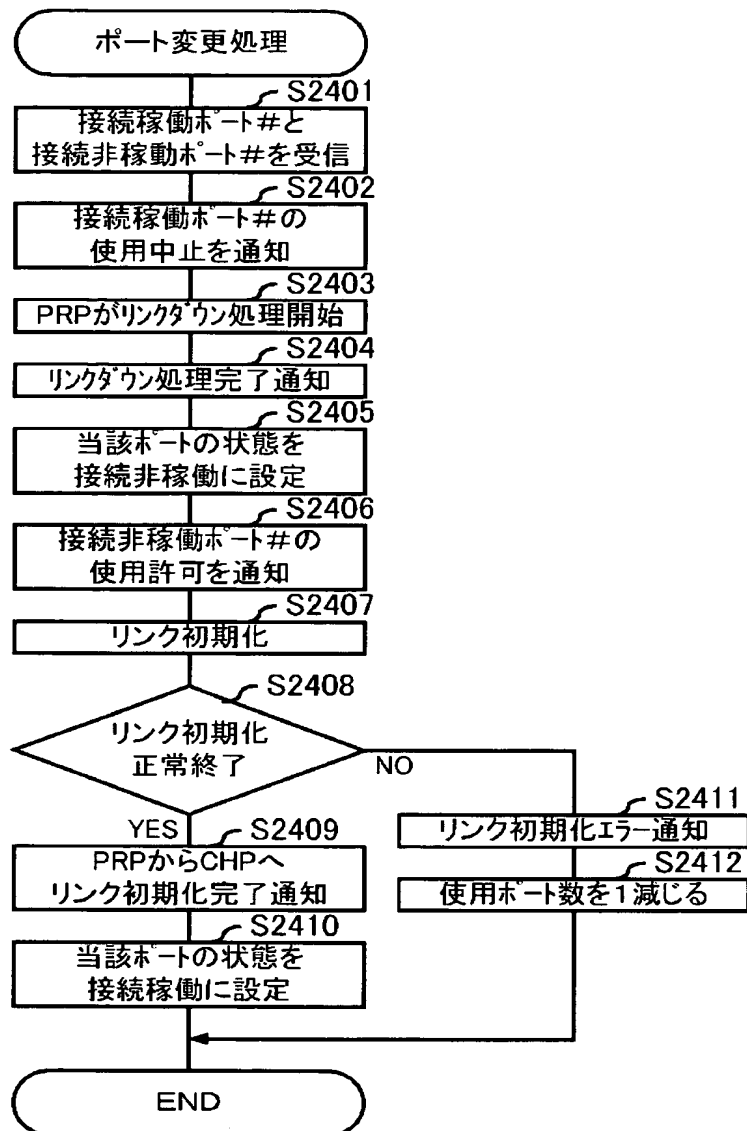 ポート変更処理
S2401
接続稼働ﾎﾟｰﾄ#と
接続非稼動ﾎﾟｰﾄ#を受信
S2402
接続稼働ﾎﾟｰﾄ#の
使用中止を通知
S2403
PRPがﾘﾝｸﾀﾞｳﾝ処理開始
S2404
ﾘﾝｸﾀﾞｳﾝ処理完了通知
S2405
当該ﾎﾟｰﾄの状態を
接続非稼働に設定
S2406
接続非稼働ﾎﾟｰﾄ#の
使用許可を通知
S2407
リンク初期化
S2408
リンク初期化
正常終了
NO
YES
S2409
PRPからCHPへ
リンク初期化完了通知
S2410
当該ﾎﾟｰﾄの状態を
接続稼働に設定
S2411
リンク初期化ｴﾗｰ通知
S2412
使用ﾎﾟｰﾄ数を1減じる
END